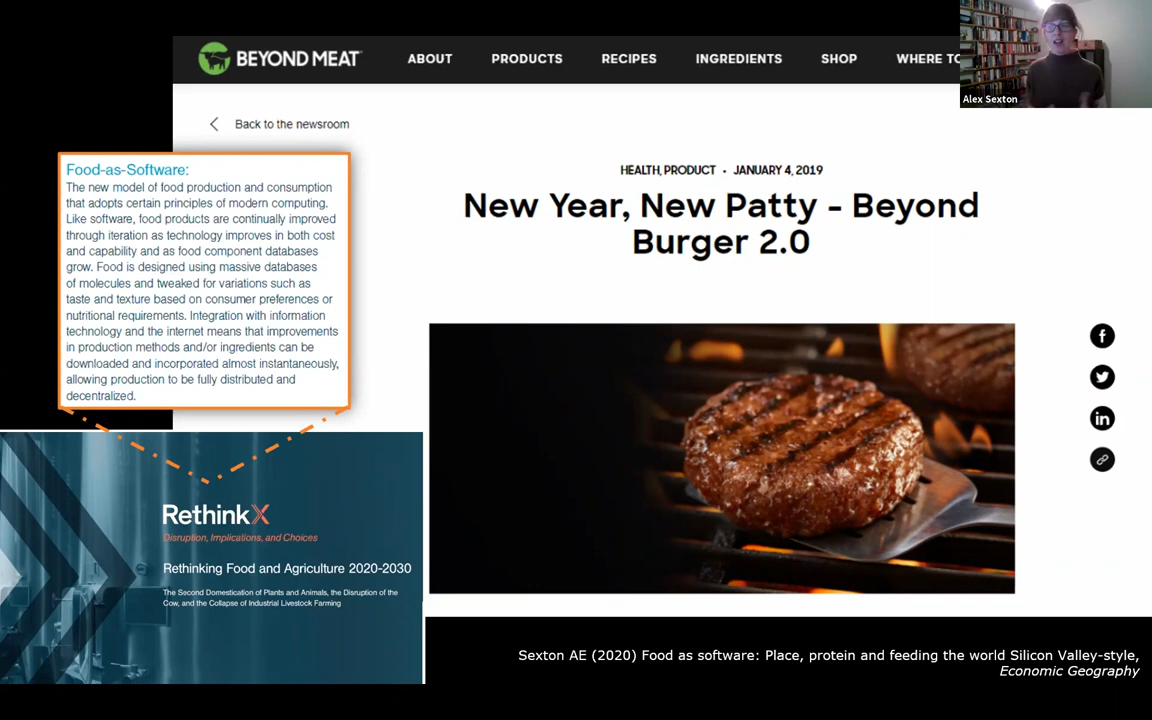 BEYOND MEAT
ABOUT
PRODUCTS
RECIPES
INGREDIENTS
SHOP
WHERE TO
Alex Sexton
Back to the newsroom
HEALTH, PRODUCT • JANUARY 4, 2019
New Year, New Patty - Beyond
Burger 2.0
Food-as-Software:
The new model of food production and consumption
that adopts certain principles of modern computing.
Like software, food products are continually improved
through iteration as technology improves in both cost
and capability and as food component databases
grow. Food is designed using massive databases
of molecules and tweaked for variations such as
taste and texture based on consumer preferences or
nutritional requirements. Integration with information
technology and the internet means that improvements
in production methods and/or ingredients can be
downloaded and incorporated almost instantaneously,
allowing production to be fully distributed and
decentralized.
RethinkX
Disruption, Implications, and Choices
Rethinking Food and Agriculture 2020-2030
The Second Domestication of Plants and Animals, the Disruption of the
Cow, and the Collapse of Industrial Livestock Farming
Sexton AE (2020) Food as software: Place, protein and feeding the world Silicon Valley-style,
Economic Geography